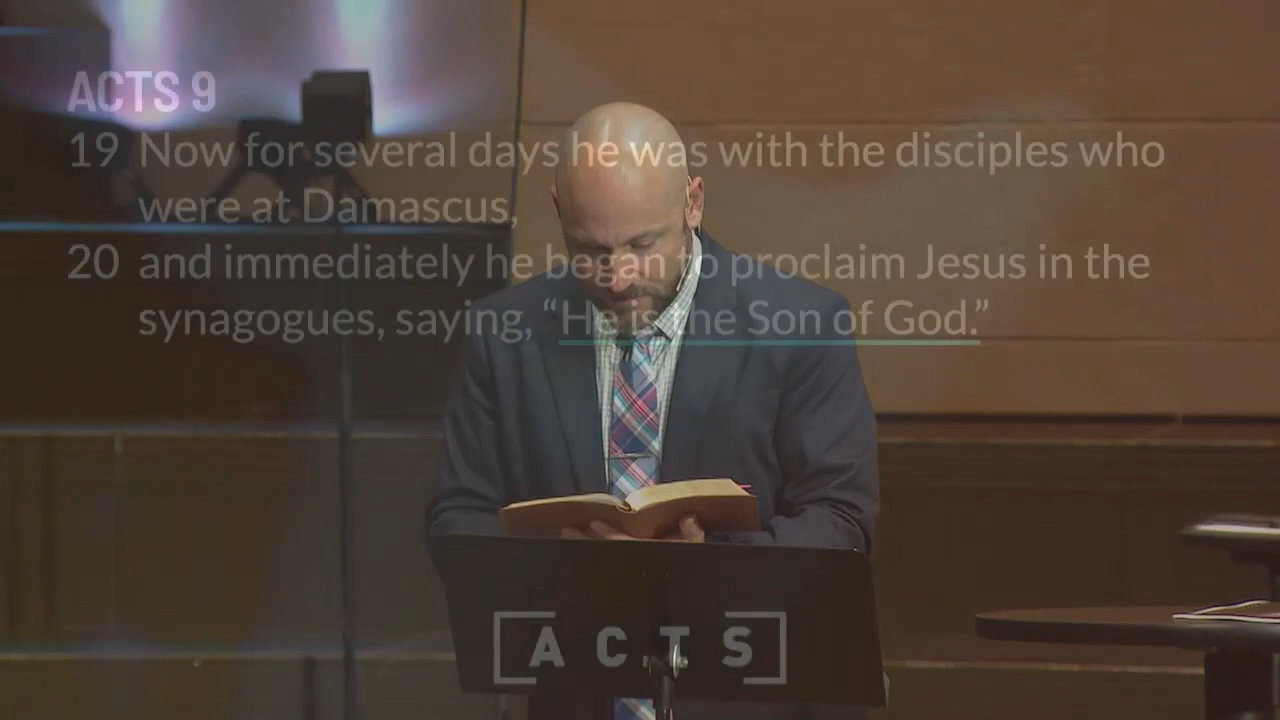 ACTS 9
19 Now for several days he was with the disciples who
were at Damascus,
20 and immediately he to proclaim Jesus in the
synagogues, saying, “He is the Son of God.”
ACTS